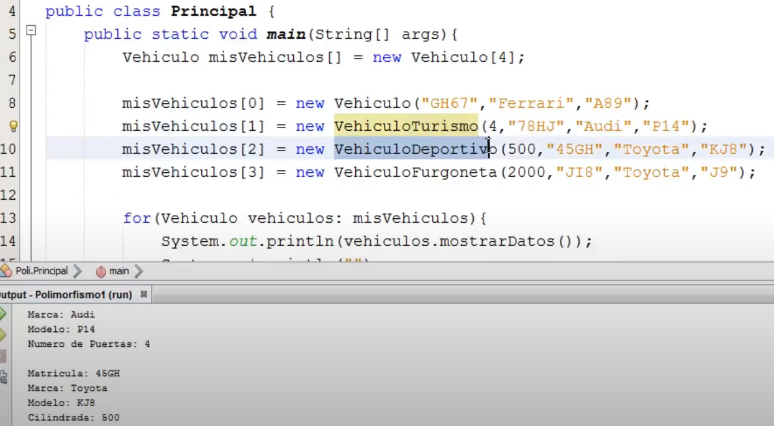 4 public class Principal {
5 public static void main(String[] args){
6 Vehiculo misVehiculos[] = new Vehiculo[4];
7
8 misVehiculos[0] = new Vehiculo("GH67","Ferrari","A89");
misVehiculos[1] = new VehiculoTurismo(4,"78HJ","Audi","P14");
10 misVehiculos[2] = new VehiculoDeportivo(500,"45GH","Toyota","KJ8");
11 misVehiculos[3] = new VehiculoFurgoneta(2000,"JI8","Toyota","J9");
12
13 for(Vehiculo vehiculos: misVehiculos){
14 System.out.println(vehiculos.mostrarDatos());
Poli.Principal main
Output - Polimorfismo1 (run)
Marca: Audi
Modelo: P14
Numero de Puertas: 4
Matricula: 45GH
Marca: Toyota
Modelo: KJ8
Cilindrada: 500